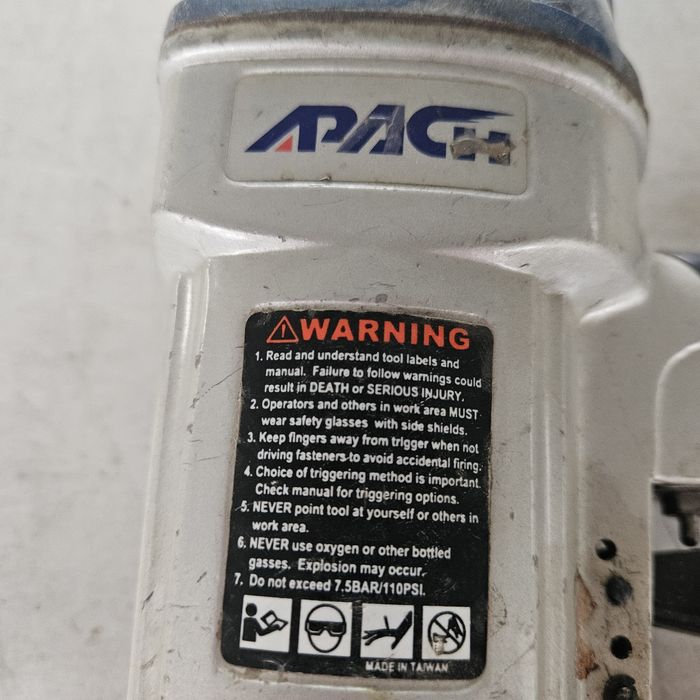 APACH
WARNING
1. Read and understand tool labels and
manual. Failure to follow warnings could
result in DEATH or SERIOUS INJURY.
2. Operators and others in work area MUST
wear safety glasses with side shields.
3. Keep fingers away from trigger when not
driving fasteners to avoid accidental firing.
4. Choice of triggering method is important.
Check manual for triggering options.
5. NEVER point tool at yourself or others in
work area.
6. NEVER use oxygen or other bottled
gasses. Explosion may occur.
7. Do not exceed 7.5BAR/110PSI.
MADE IN TAIWAN